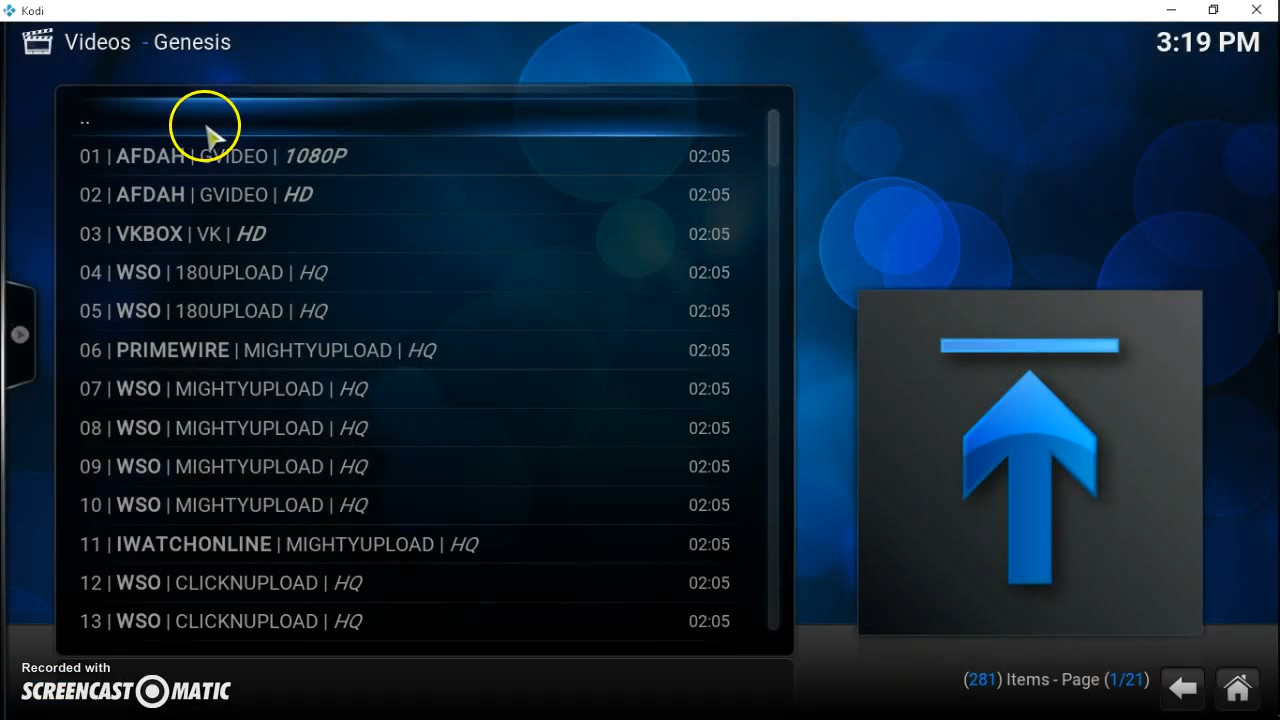 Kodi
Videos - Genesis
3:19 PM
..
01 | AFDAH | GVIDEO | 1080P 02:05
02 | AFDAH | GVIDEO | HD 02:05
03 | VKBOX | VK | HD 02:05
04 | WSO | 180UPLOAD | HQ 02:05
05 | WSO | 180UPLOAD | HQ 02:05
06 | PRIMEWIRE | MIGHTYUPLOAD | HQ 02:05
07 | WSO | MIGHTYUPLOAD | HQ 02:05
08 | WSO | MIGHTYUPLOAD | HQ 02:05
09 | WSO | MIGHTYUPLOAD | HQ 02:05
10 | WSO | MIGHTYUPLOAD | HQ 02:05
11 | IWATCHONLINE | MIGHTYUPLOAD | HQ 02:05
12 | WSO | CLICKNUPLOAD | HQ 02:05
13 | WSO | CLICKNUPLOAD | HQ 02:05
Recorded with
SCREENCAST-O-MATIC
(281) Items - Page (1/21)